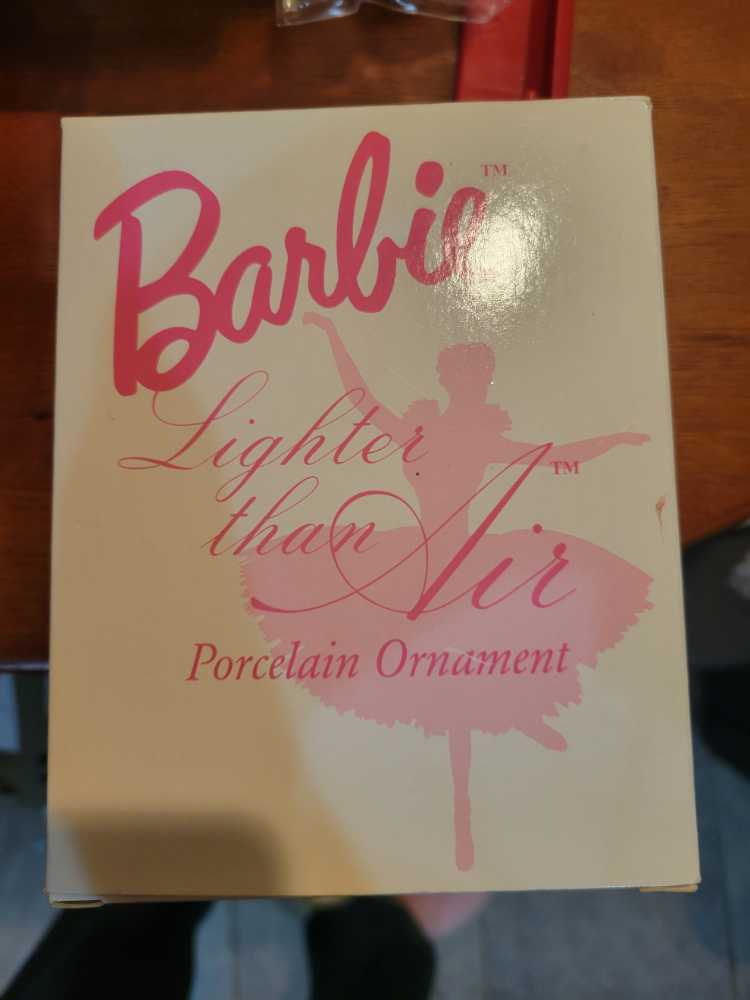 Barbie™
Lighter
than Air™
Porcelain Ornament